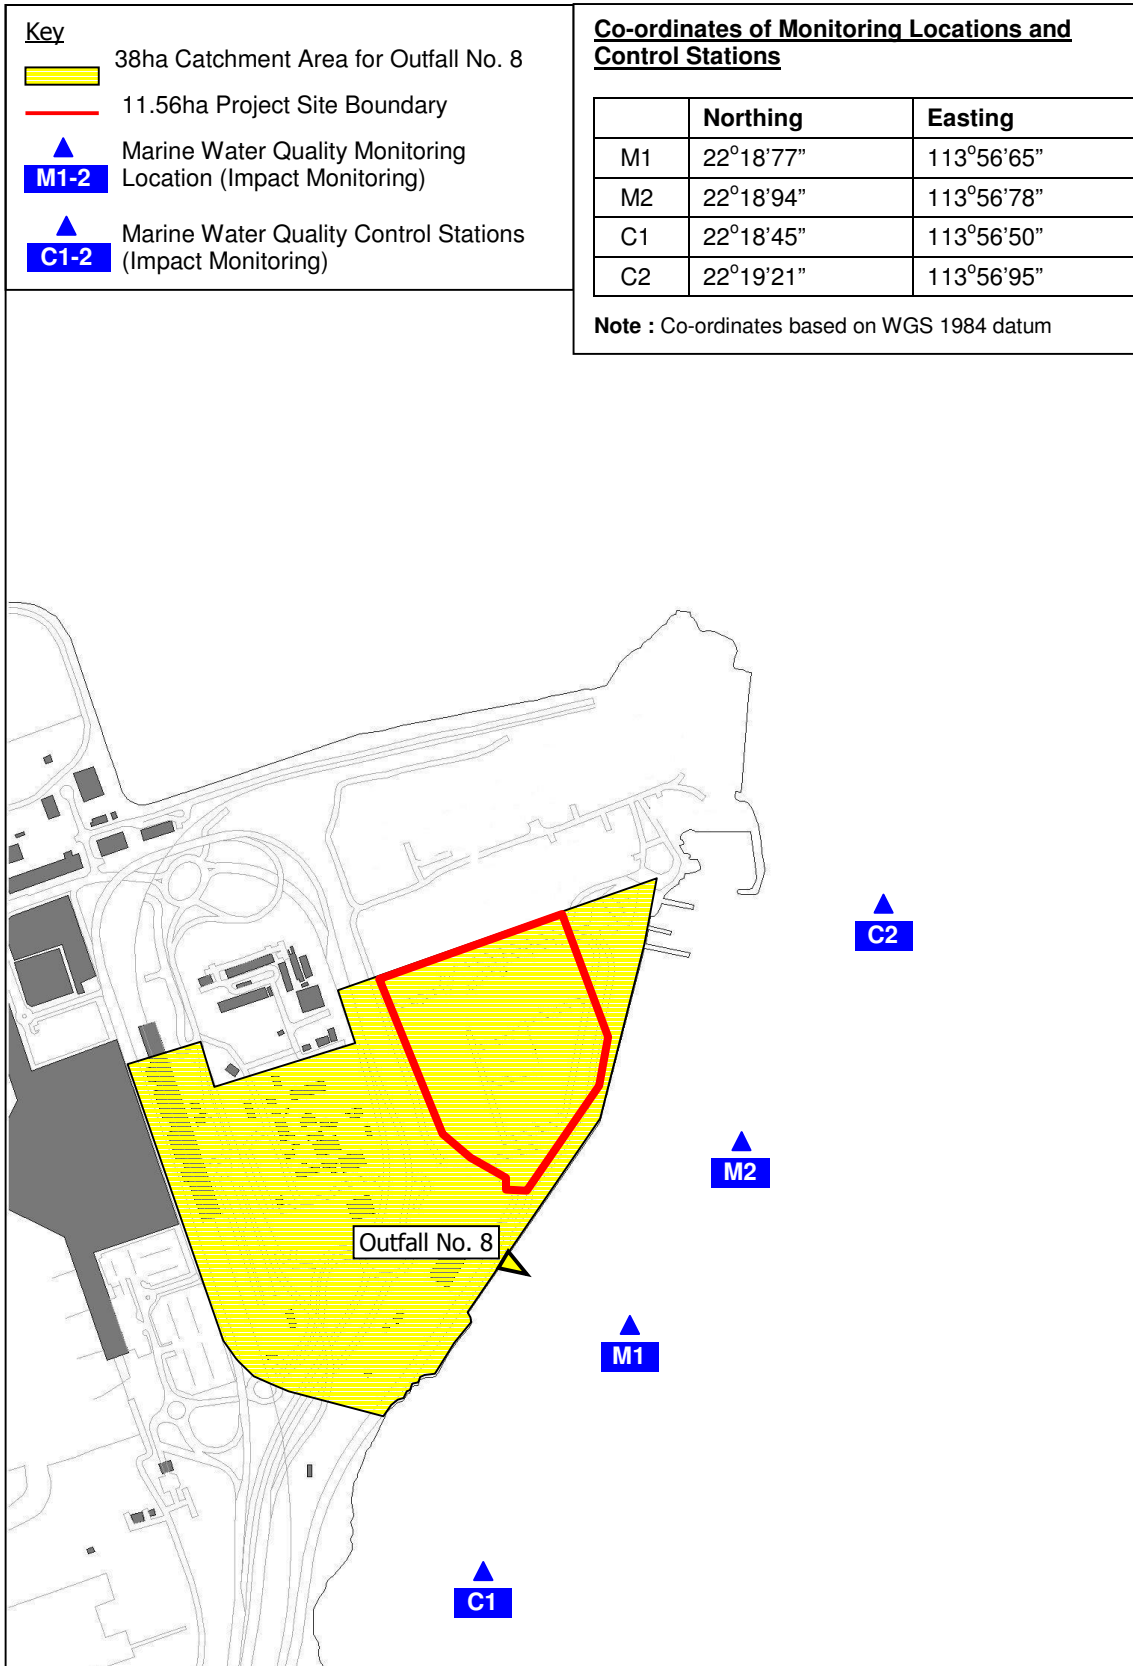 Key
38ha Catchment Area for Outfall No. 8
11.56ha Project Site Boundary
M1-2
Marine Water Quality Monitoring
Location (Impact Monitoring)
C1-2
Marine Water Quality Control Stations
(Impact Monitoring)
Co-ordinates of Monitoring Locations and
Control Stations
Northing Easting
M1 22°18’77” 113°56’65”
M2 22°18’94” 113°56’78”
C1 22°18’45” 113°56’50”
C2 22°19’21” 113°56’95”
Note : Co-ordinates based on WGS 1984 datum
C2
M2
Outfall No. 8
M1
C1